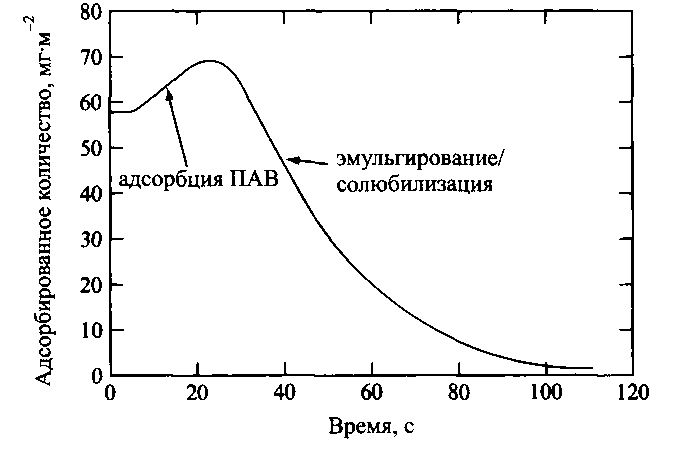 Адсорбированное количество, мг·м⁻²
80
70
60
50
40
30
20
10
0
адсорбция ПАВ
эмульгирование/
солюбилизация
0 20 40 60 80 100 120
Время, с